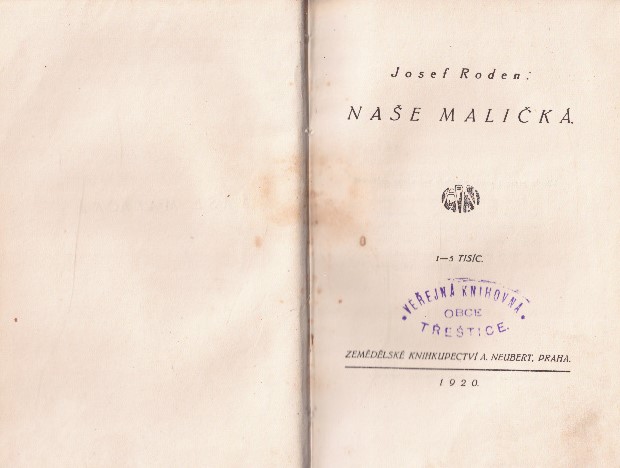 Josef Roden:
NAŠE MALIČKÁ.
1—5 TISÍC.
VEŘEJNÁ KNIHOVNA
OBCE
TŘEŠTICE.
ZEMĚDĚLSKÉ KNIHKUPECTVÍ A. NEUBERT, PRAHA.
1920.